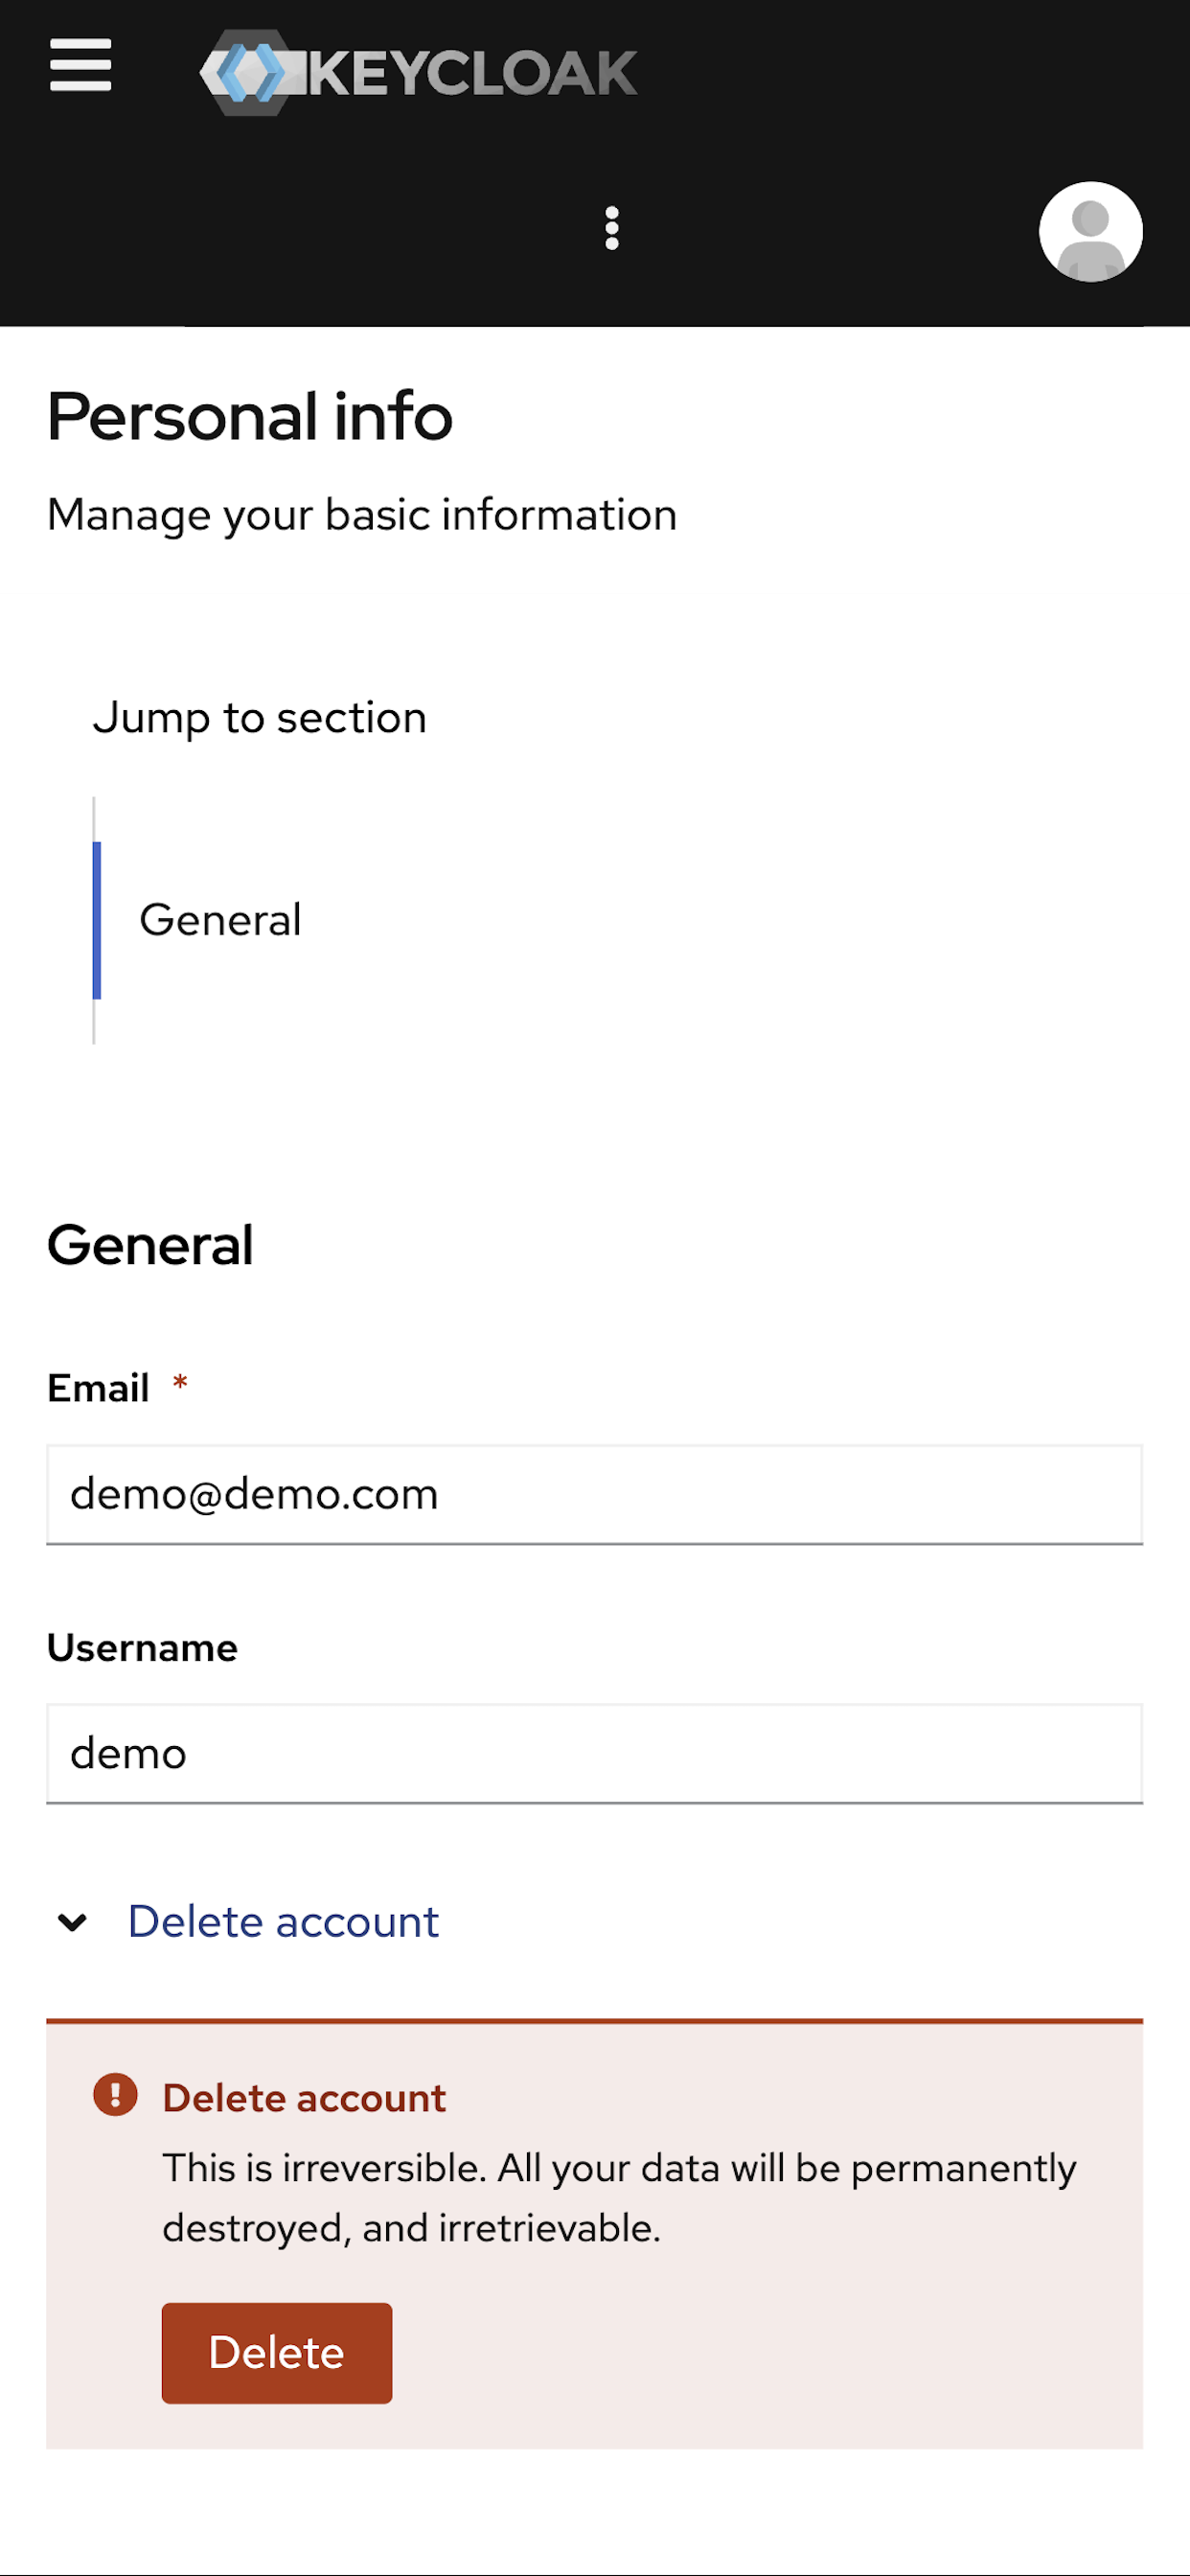 KEYCLOAK
Personal info
Manage your basic information
Jump to section
General
General
Email *
demo@demo.com
Username
demo
Delete account
Delete account
This is irreversible. All your data will be permanently
destroyed, and irretrievable.
Delete